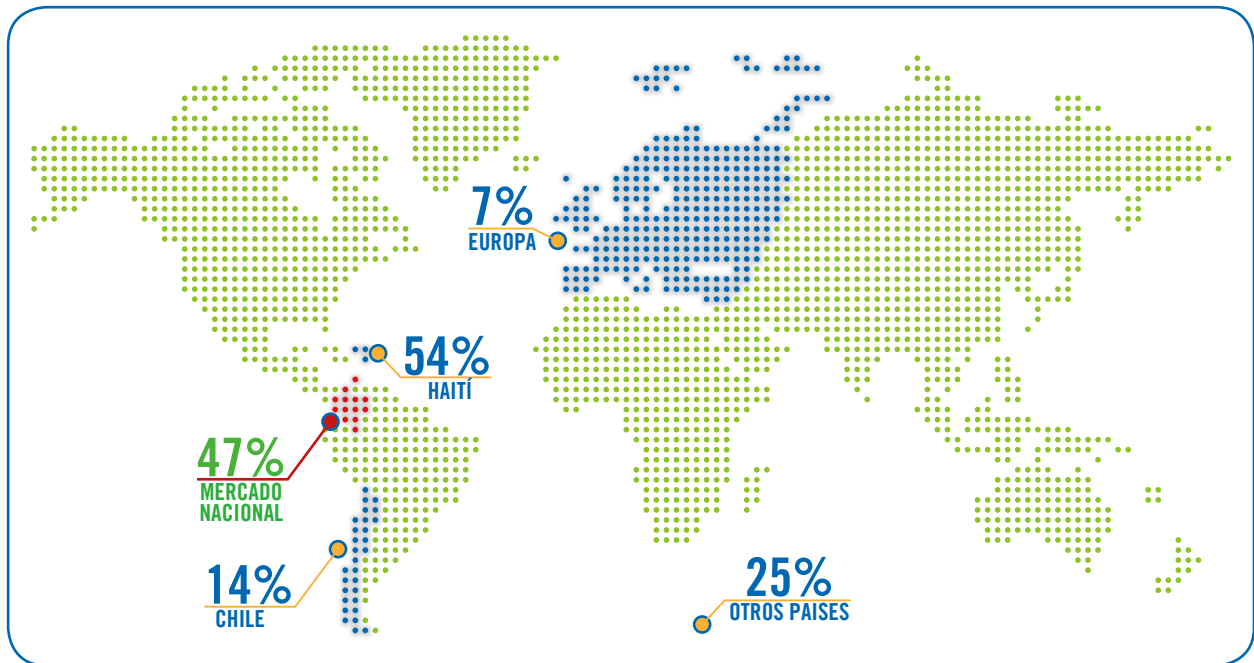 7%
EUROPA
54%
HAITÍ
47%
MERCADO
NACIONAL
14%
CHILE
25%
OTROS PAISES